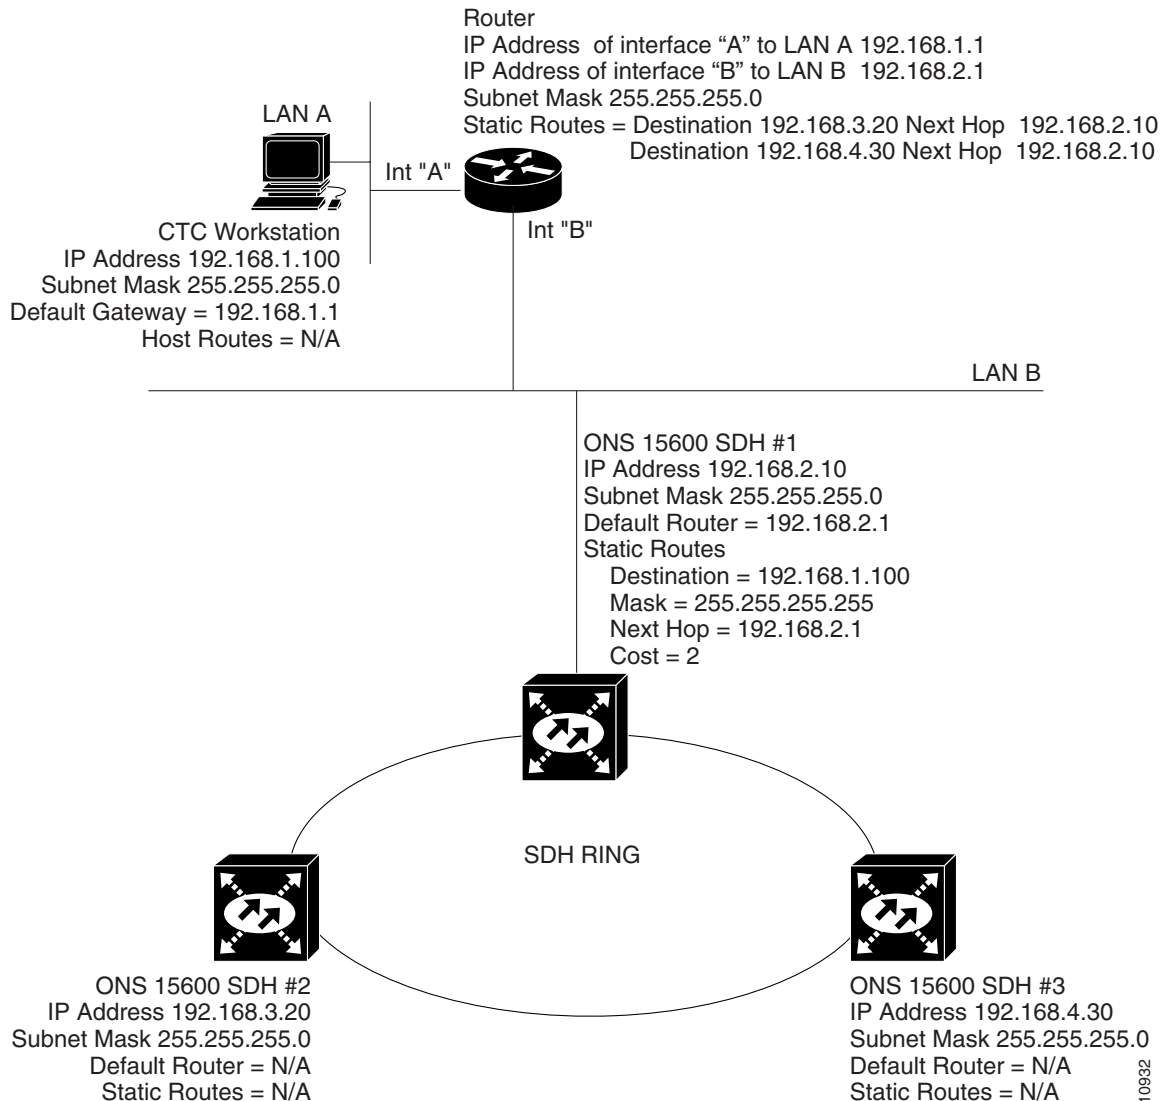 Router
IP Address  of interface “A” to LAN A 192.168.1.1
IP Address of interface “B” to LAN B  192.168.2.1
Subnet Mask 255.255.255.0
Static Routes = Destination 192.168.3.20 Next Hop  192.168.2.10
Destination 192.168.4.30 Next Hop  192.168.2.10
LAN A
Int "A"
Int "B"
CTC Workstation
IP Address 192.168.1.100
Subnet Mask 255.255.255.0
Default Gateway = 192.168.1.1
Host Routes = N/A
LAN B
ONS 15600 SDH #1
IP Address 192.168.2.10
Subnet Mask 255.255.255.0
Default Router = 192.168.2.1
Static Routes
Destination = 192.168.1.100
Mask = 255.255.255.255
Next Hop = 192.168.2.1
Cost = 2
SDH RING
ONS 15600 SDH #2
IP Address 192.168.3.20
Subnet Mask 255.255.255.0
Default Router = N/A
Static Routes = N/A
ONS 15600 SDH #3
IP Address 192.168.4.30
Subnet Mask 255.255.255.0
Default Router = N/A
Static Routes = N/A